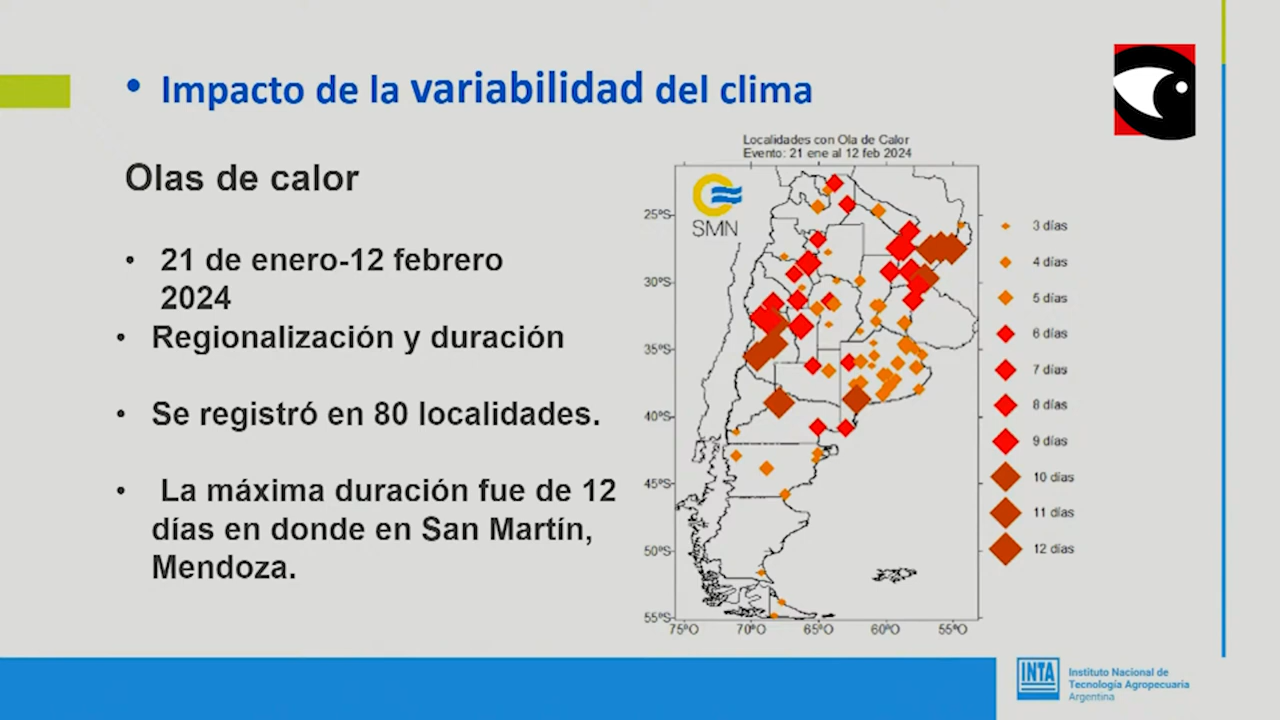 • Impacto de la variabilidad del clima
Olas de calor
• 21 de enero-12 febrero
2024
• Regionalización y duración
• Se registró en 80 localidades.
• La máxima duración fue de 12
días en donde en San Martín,
Mendoza.
Localidades con Ola de Calor
Evento: 21 ene al 12 feb 2024
SMN
25ºS
30ºS
35ºS
40ºS
45ºS
50ºS
55ºS
75ºO 70ºO 65ºO 60ºO 55ºO
3 días
4 días
5 días
6 días
7 días
8 días
9 días
10 días
11 días
12 días
INTA
Instituto Nacional de
Tecnología Agropecuaria
Argentina